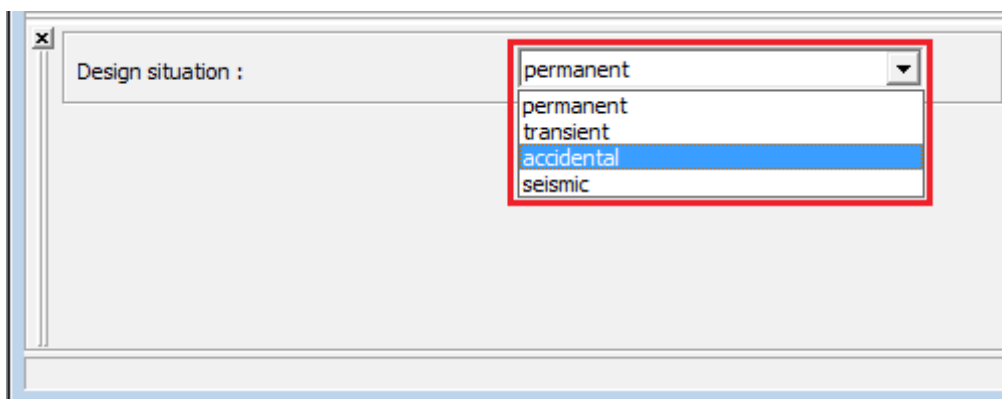 Design situation : permanent
permanent
transient
accidental
seismic